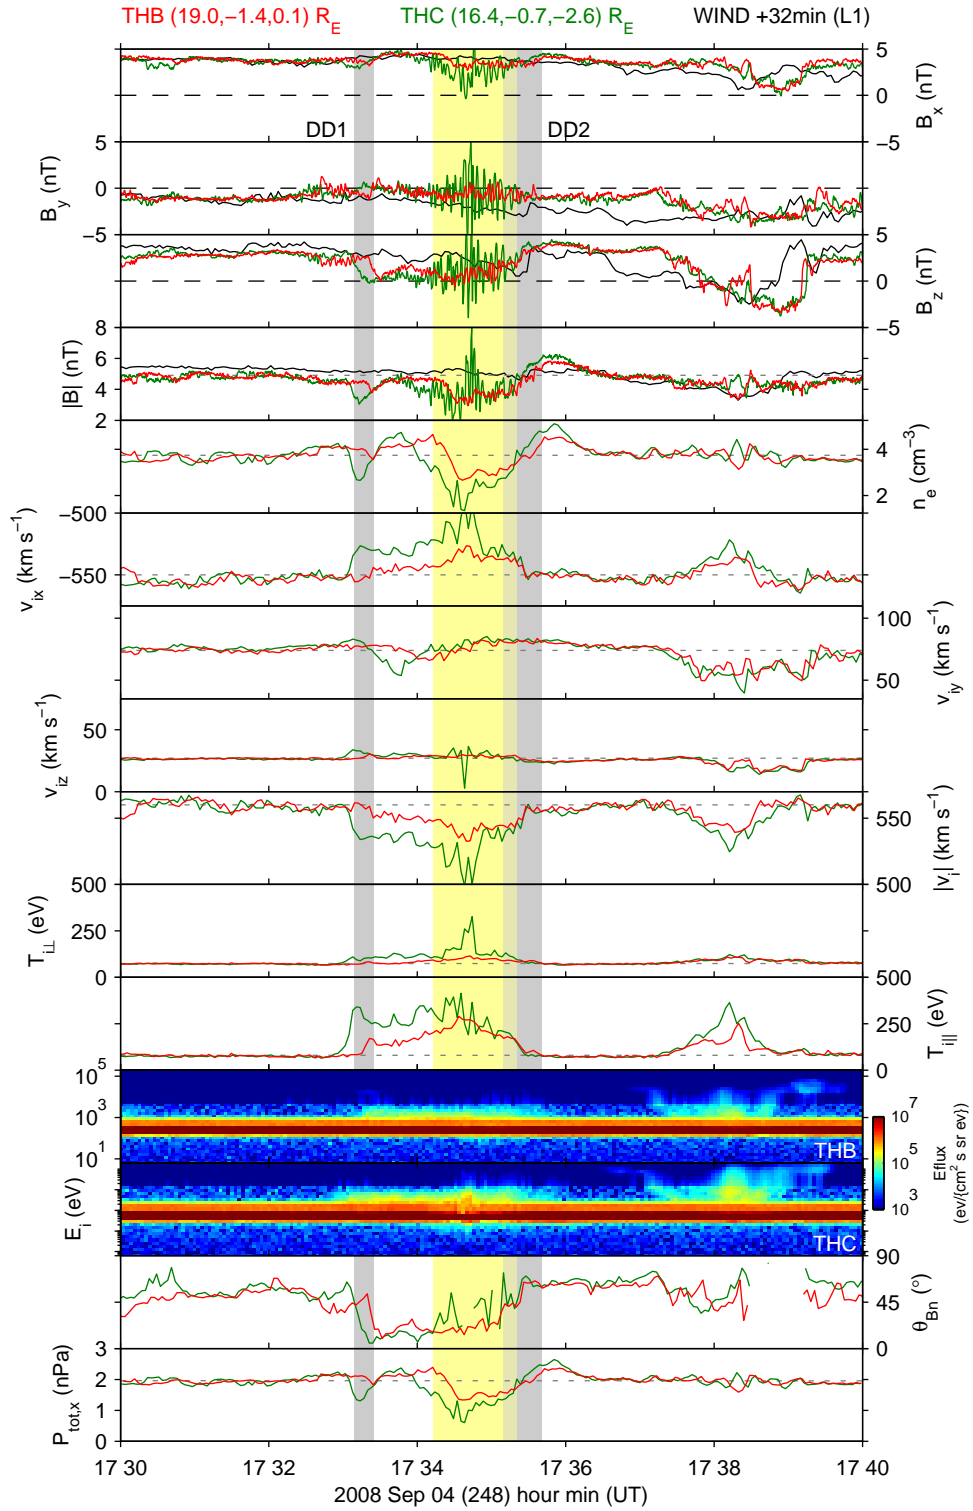 THB (19.0,−1.4,0.1) R_E THC (16.4,−0.7,−2.6) R_E WIND +32min (L1)
5
0
−5
B_x (nT)
DD1 DD2
5
0
−5
B_y (nT)
5
0
−5
B_z (nT)
8
6
4
2
|B| (nT)
2
4
2
n_e (cm^−3)
−500
−550
v_ix (km s^−1)
100
50
v_iy (km s^−1)
50
0
v_iz (km s^−1)
550
500
|v_i| (km s^−1)
500
250
0
T_i⊥ (eV)
500
250
0
T_i|| (eV)
10^5
10^5
10^3
10^1
THB
E_i (eV)
THC
10^7
10^5
10^5
10^3
Eflux
(ev/{cm^2 s sr ev})
90
45
0
θ_Bn (°)
3
2
1
0
P_tot,x (nPa)
17 30 17 32 17 34 17 36 17 38 17 40
2008 Sep 04 (248) hour min (UT)